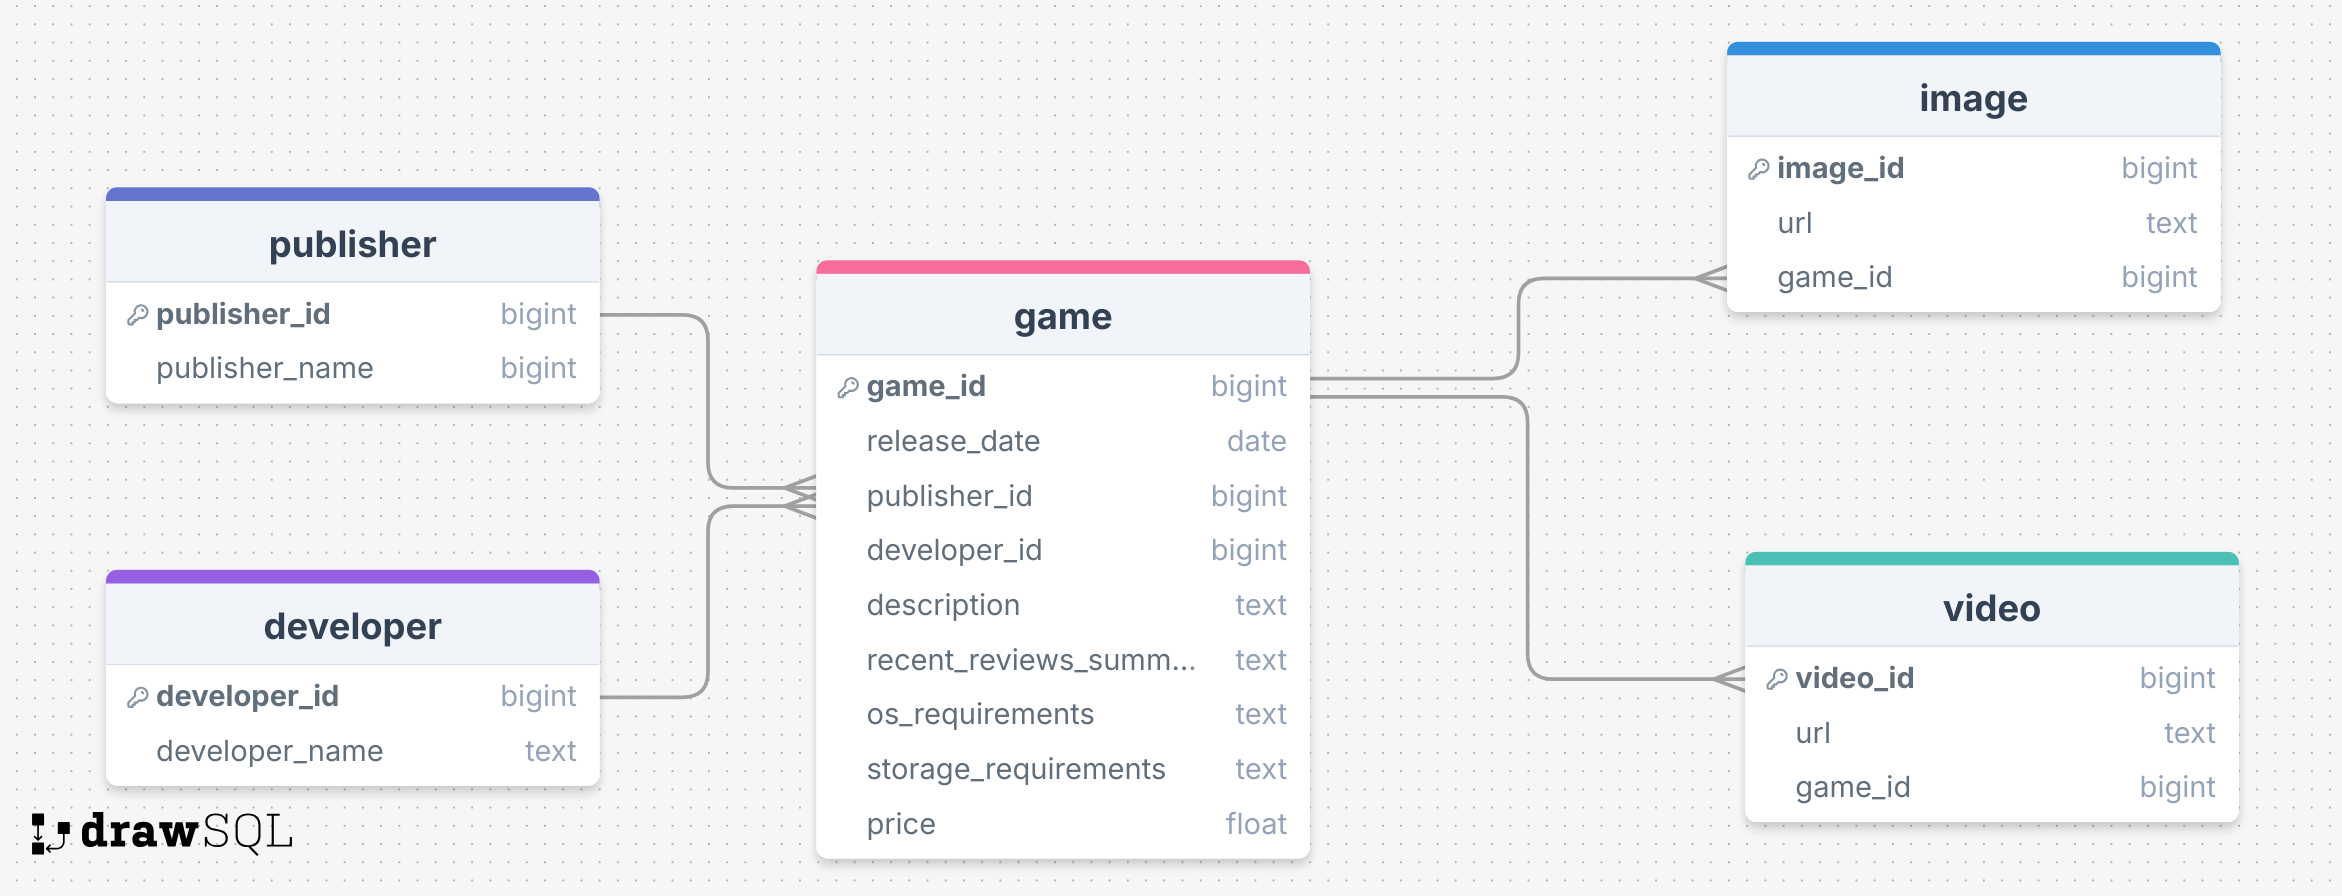 publisher
publisher_id bigint
publisher_name bigint
developer
developer_id bigint
developer_name text
game
game_id bigint
release_date date
publisher_id bigint
developer_id bigint
description text
recent_reviews_summ... text
os_requirements text
storage_requirements text
price float
image
image_id bigint
url text
game_id bigint
video
video_id bigint
url text
game_id bigint
drawSQL